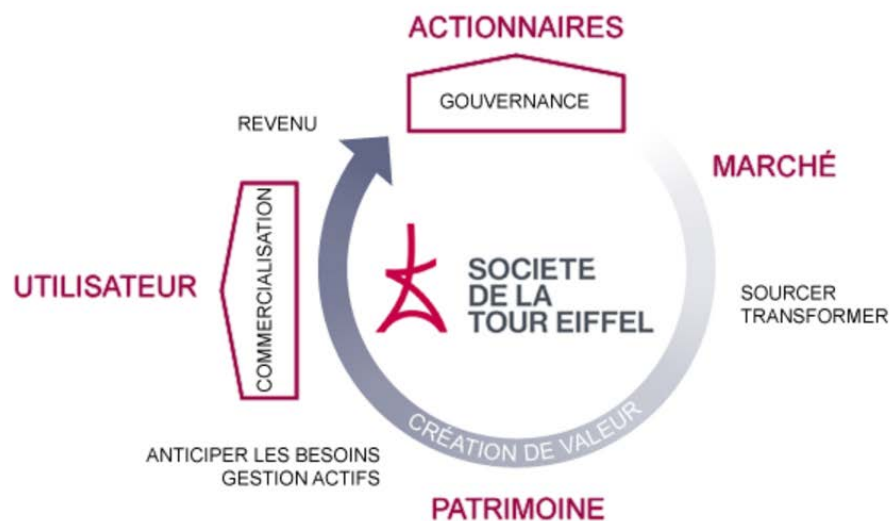 ACTIONNAIRES
GOUVERNANCE
REVENU
MARCHÉ
COMMERCIALISATION
UTILISATEUR
SOCIETE
DE LA
TOUR EIFFEL
SOURCER
TRANSFORMER
CRÉATION DE VALEUR
ANTICIPER LES BESOINS
GESTION ACTIFS
PATRIMOINE